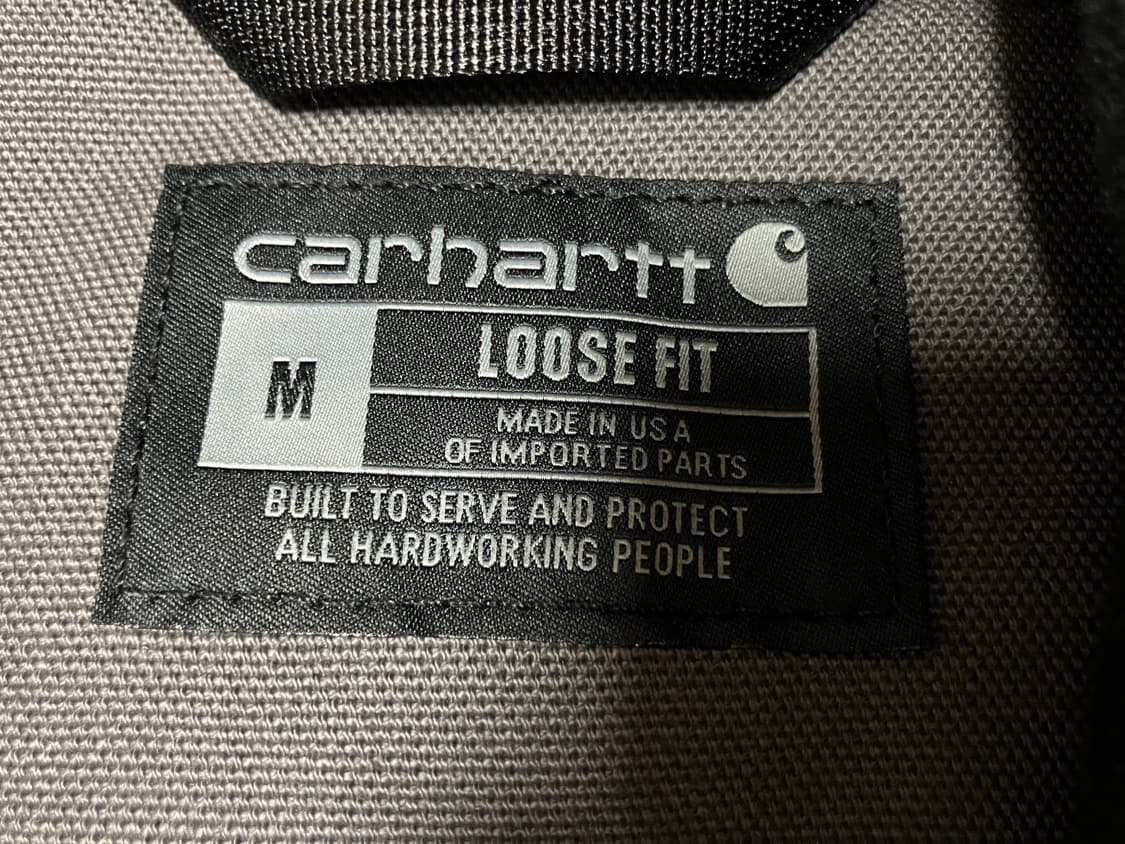 carhartt
M
LOOSE FIT
MADE IN USA
OF IMPORTED PARTS
BUILT TO SERVE AND PROTECT
ALL HARDWORKING PEOPLE